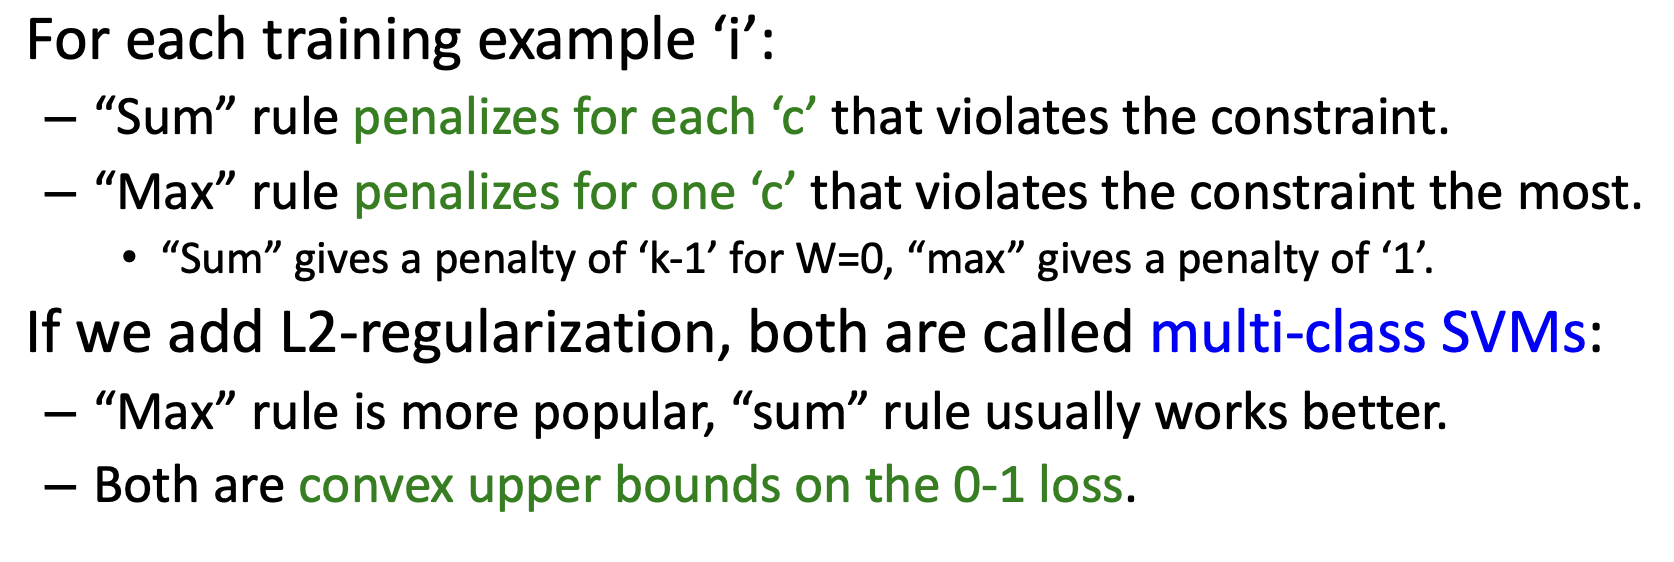 For each training example ‘i’:
– “Sum” rule penalizes for each ‘c’ that violates the constraint.
– “Max” rule penalizes for one ‘c’ that violates the constraint the most.
• “Sum” gives a penalty of ‘k-1’ for W=0, “max” gives a penalty of ‘1’.
If we add L2-regularization, both are called multi-class SVMs:
– “Max” rule is more popular, “sum” rule usually works better.
– Both are convex upper bounds on the 0-1 loss.